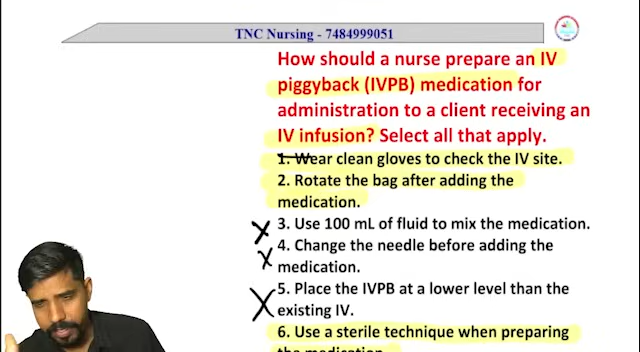 TNC Nursing - 7484999051
How should a nurse prepare an IV
piggyback (IVPB) medication for
administration to a client receiving an
IV infusion? Select all that apply.
1. Wear clean gloves to check the IV site.
2. Rotate the bag after adding the
medication.
3. Use 100 mL of fluid to mix the medication.
4. Change the needle before adding the
medication.
5. Place the IVPB at a lower level than the
existing IV.
6. Use a sterile technique when preparing
the medication.